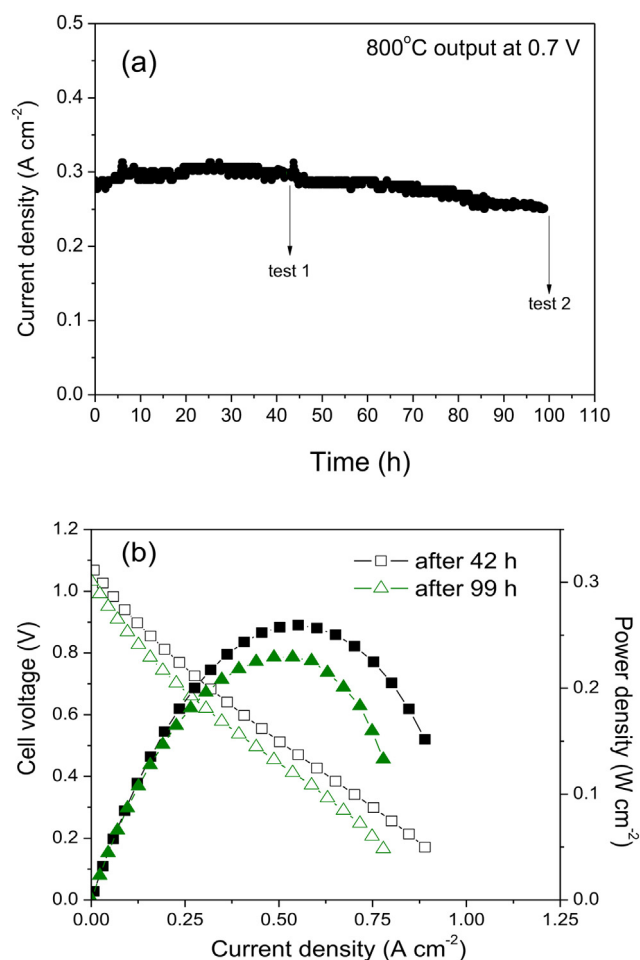 (a)
800°C output at 0.7 V
Current density (A cm⁻²)
0.5
0.4
0.3
0.2
0.1
0.0
test 1
test 2
0 10 20 30 40 50 60 70 80 90 100 110
Time (h)
(b)
after 42 h
after 99 h
Cell voltage (V)
1.2
1.0
0.8
0.6
0.4
0.2
0.0
0.3
0.2
0.1
0.0
Power density (W cm⁻²)
0.00 0.25 0.50 0.75 1.00 1.25
Current density (A cm⁻²)